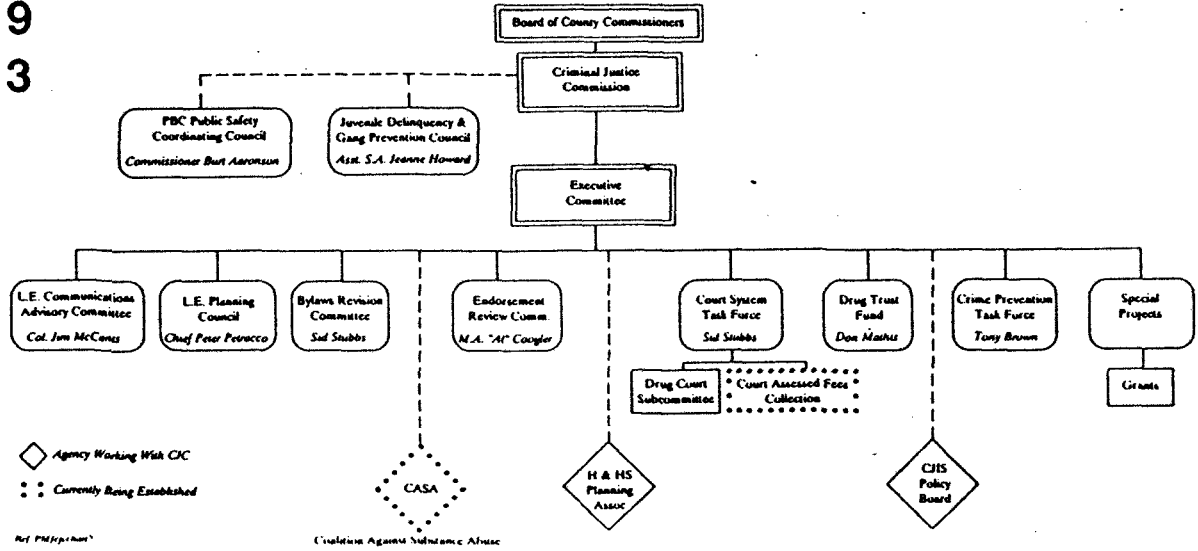 9
3
Board of County Commissioners
Criminal Justice
Commission
PBC Public Safety
Coordinating Council
Commissioner Burt Aaronson
Juvenile Delinquency &
Gang Prevention Council
Asst. S.A. Jeanne Howard
Executive
Committee
L.E. Communications
Advisory Committee
Col. Jim McCanes
L.E. Planning
Council
Chief Peter Petracco
Bylaws Revision
Committee
Sid Stubbs
Endorsement
Review Comm.
M.A. "Al"
Court System
Task Force
Sid Stubbs
Drug Trust
Fund
Don Mathis
Crime Prevention
Task Force
Tony Brown
Special
Projects
Drug Court
Subcommittee
Court Assessed Fees
Collection
Grants
Agency Working With CJC
Currently Being Established
CASA
Coalition Against Substance Abuse
H & HS
Planning
Assoc
CJIS
Policy
Board
Ref.